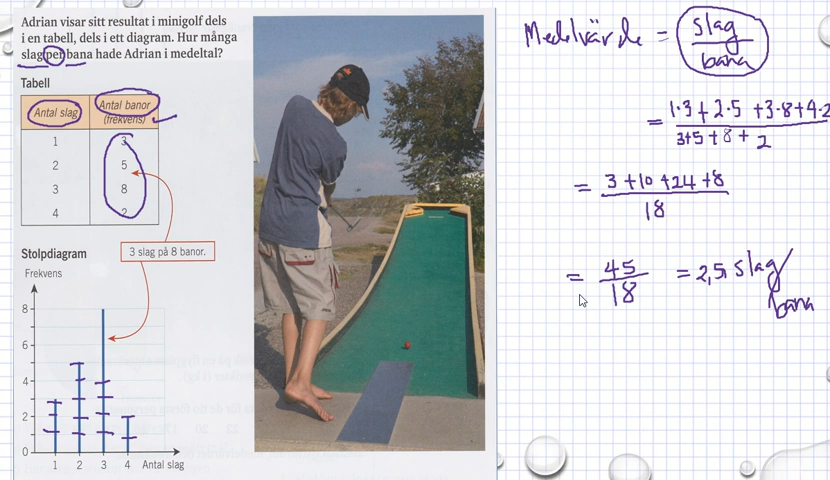 Adrian visar sitt resultat i minigolf dels
i en tabell, dels i ett diagram. Hur många
slag per bana hade Adrian i medeltal?
Tabell
Antal slag Antal banor
(frekvens)
1 3
2 5
3 8
4 2
3 slag på 8 banor.
Stolpdiagram
Frekvens
8
6
4
2
0
1 2 3 4 Antal slag
Medelvärde = slag
bana
= 1·3 + 2·5 + 3·8 + 4·2
3+5+8+2
= 3 + 10 + 24 + 8
18
= 45 = 2,5 slag/
18 bana